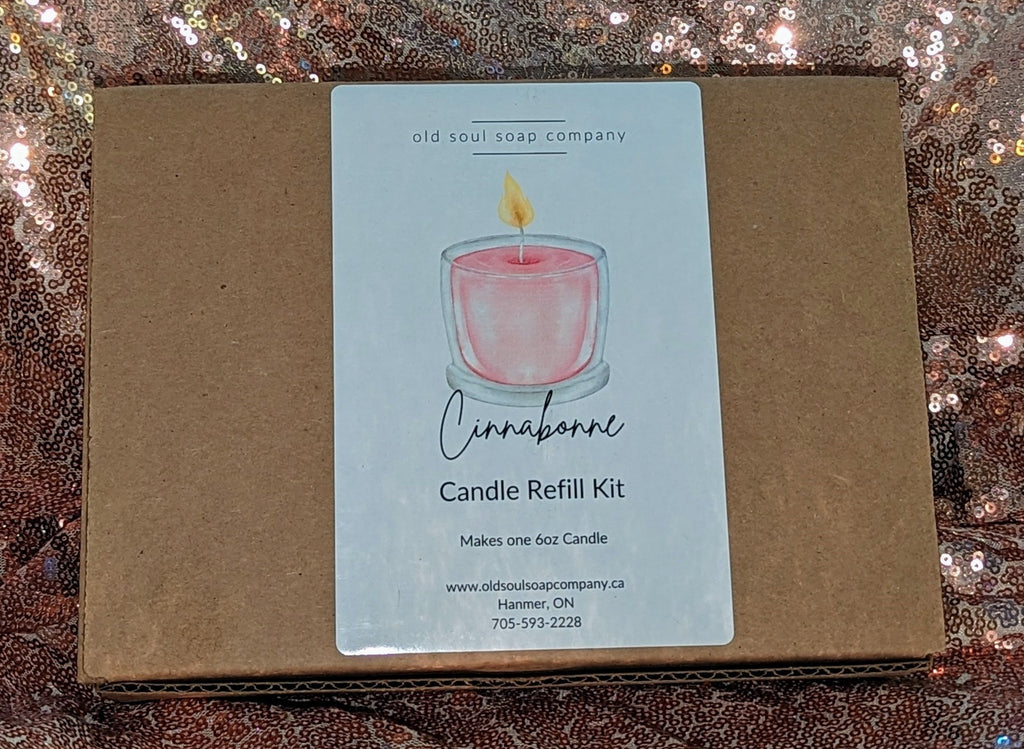 old soul soap company
Cinnabonne
Candle Refill Kit
Makes one 6oz Candle
www.oldsoulsoapcompany.ca
Hanmer, ON
705-593-2228